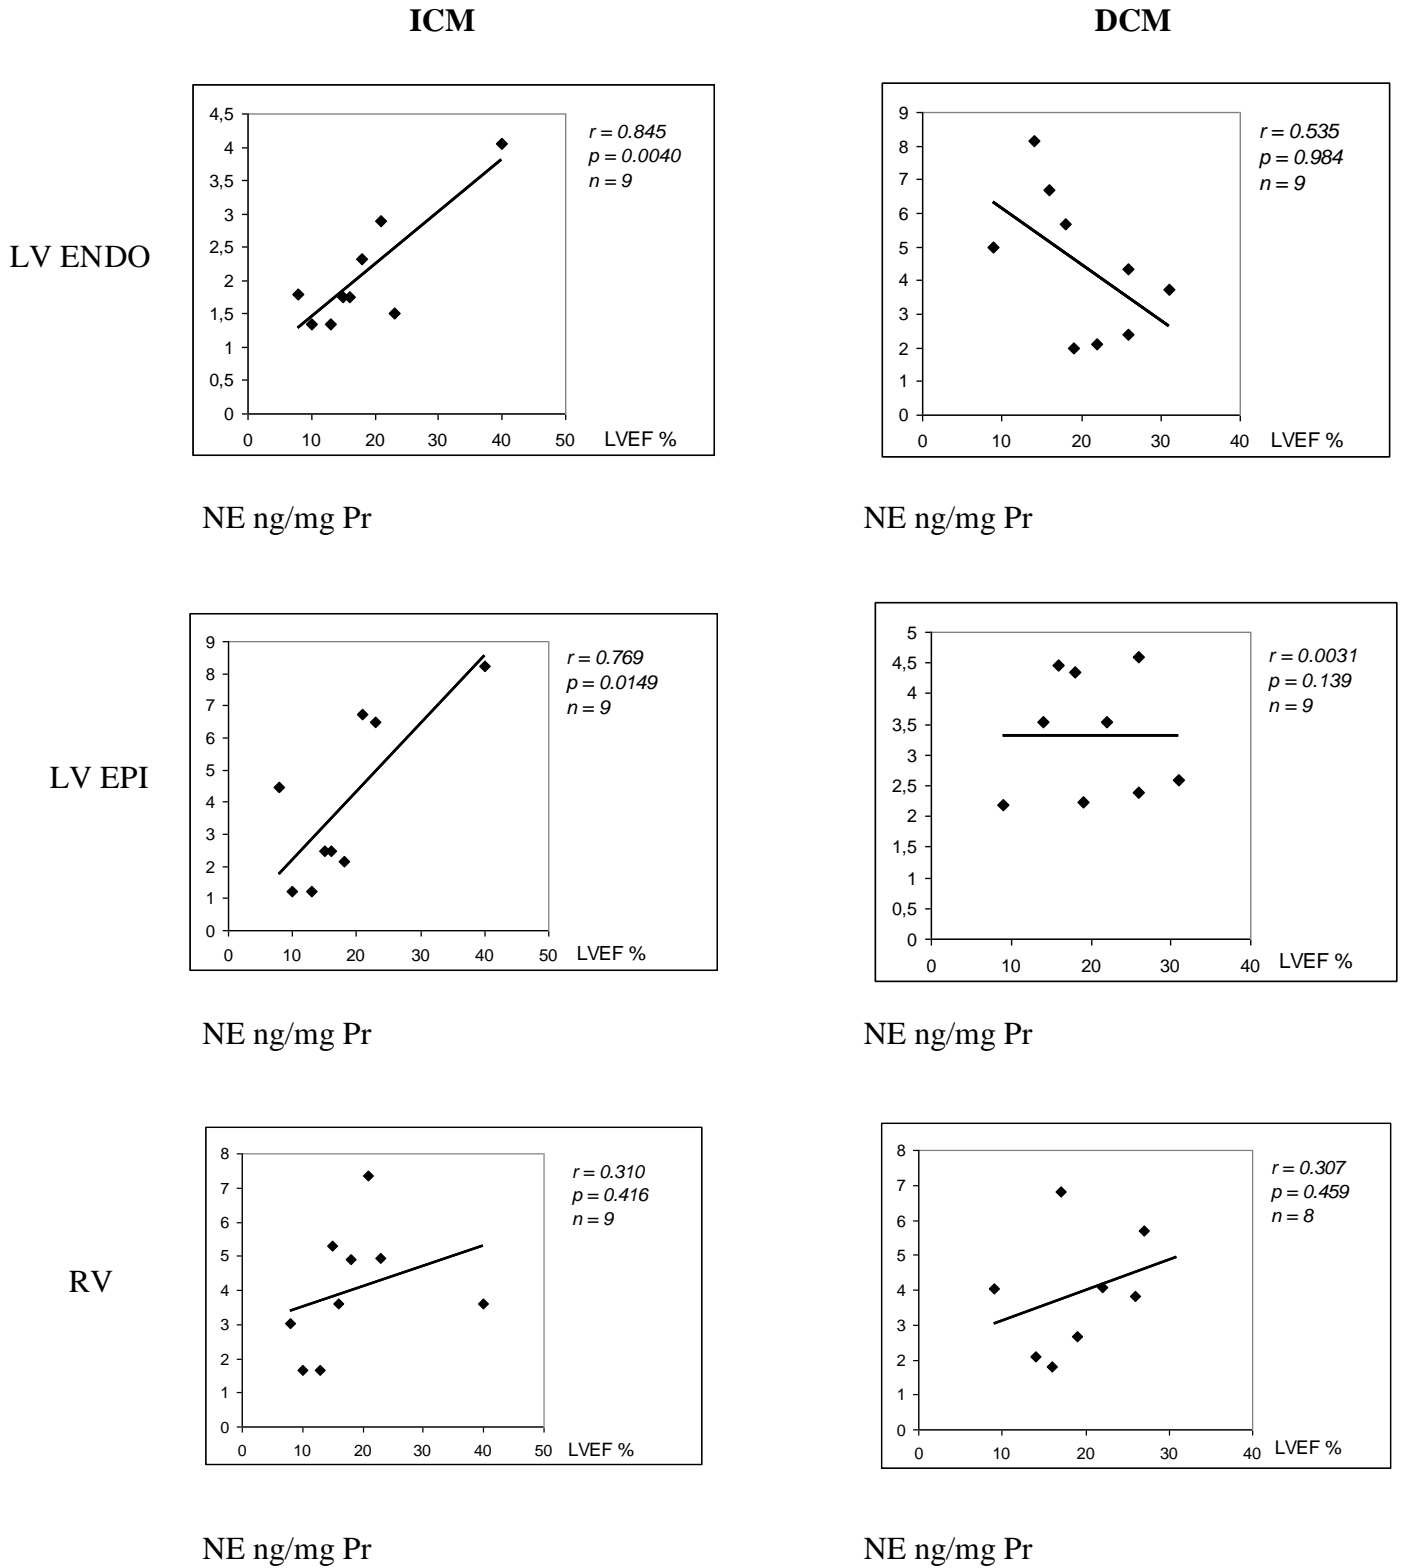 ICM
DCM
LV ENDO
4,5
4
3,5
3
2,5
2
1,5
1
0,5
0
0 10 20 30 40 50 LVEF %
r = 0.845
p = 0.0040
n = 9
9
8
7
6
5
4
3
2
1
0
0 10 20 30 40 LVEF %
r = 0.535
p = 0.984
n = 9
NE ng/mg Pr
NE ng/mg Pr
LV EPI
9
8
7
6
5
4
3
2
1
0
0 10 20 30 40 50 LVEF %
r = 0.769
p = 0.0149
n = 9
5
4,5
4
3,5
3
2,5
2
1,5
1
0,5
0
0 10 20 30 40 LVEF %
r = 0.0031
p = 0.139
n = 9
NE ng/mg Pr
NE ng/mg Pr
RV
8
7
6
5
4
3
2
1
0
0 10 20 30 40 50 LVEF %
r = 0.310
p = 0.416
n = 9
8
7
6
5
4
3
2
1
0
0 10 20 30 40 LVEF %
r = 0.307
p = 0.459
n = 8
NE ng/mg Pr
NE ng/mg Pr